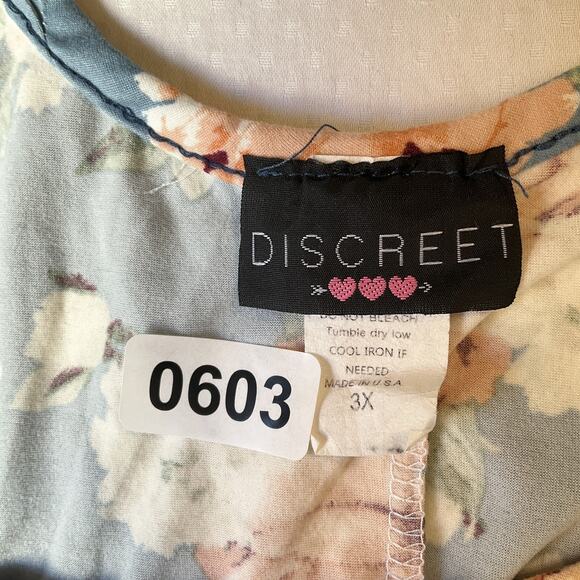 DISCREET
DO NOT BLEACH
Tumble dry low
COOL IRON IF
NEEDED
MADE IN U.S.A
3X
0603